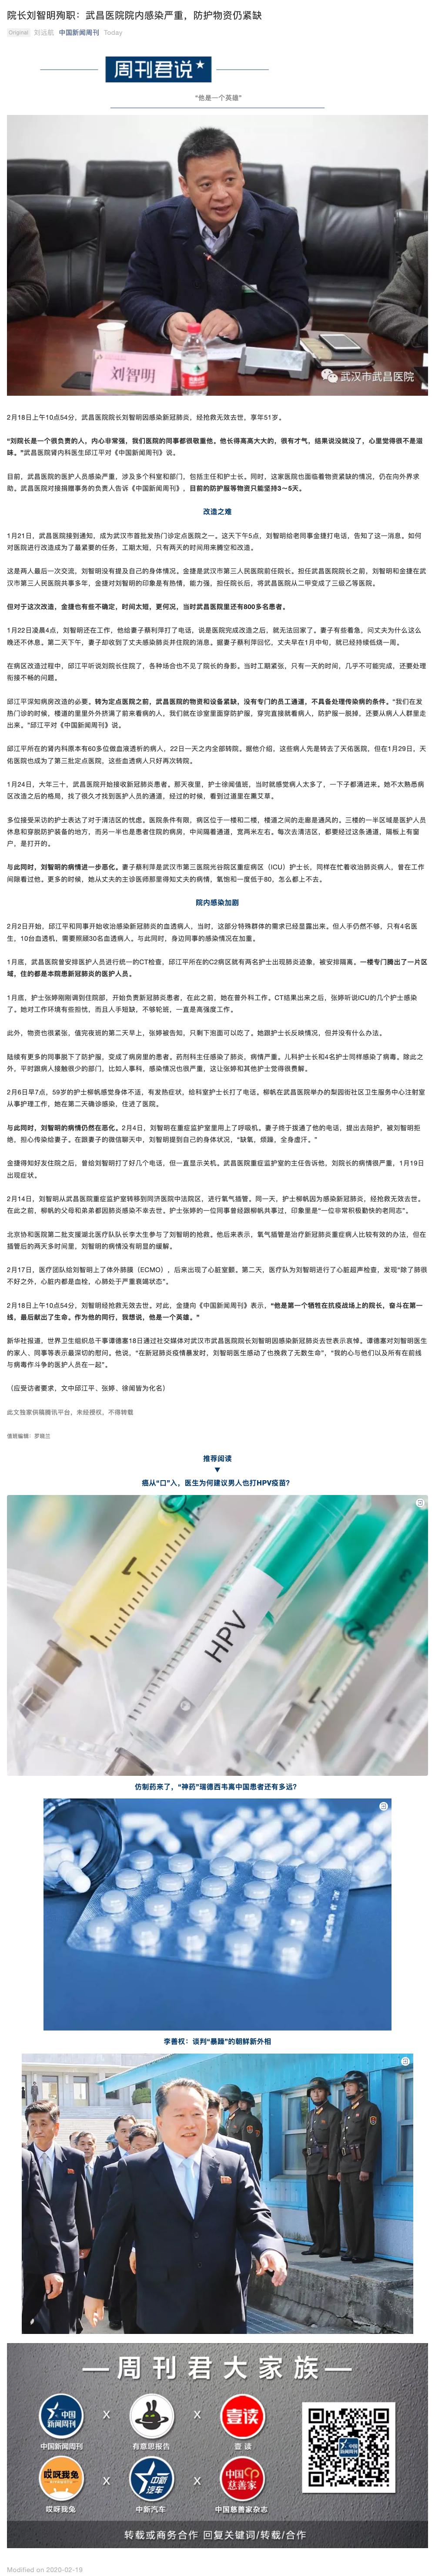 院长刘智明殉职：武昌医院院内感染严重，防护物资仍紧缺
Original 刘远航 中国新闻周刊 Today
周刊君说
“他是一个英雄”
刘智明
武汉市武昌医院
2月18日上午10点54分，武昌医院院长刘智明因感染新冠肺炎，经抢救无效去世，享年51岁。
“刘院长是一个很负责的人，内心非常强，我们医院的同事都很敬重他。他长得高高大大的，很有才气，结果说没就没了，心里觉得很不是滋
味。”武昌医院肾内科医生邱江平对《中国新闻周刊》说。
目前，武昌医院的医护人员感染严重，涉及多个科室和部门，包括主任和护士长。同时，这家医院也面临着物资紧缺的情况，仍在向外界求
助。武昌医院对接捐赠事务的负责人告诉《中国新闻周刊》，目前的防护服等物资只能坚持3～5天。
改造之难
1月21日，武昌医院接到通知，成为武汉市首批发热门诊定点医院之一。这天下午5点，刘智明给老同事金捷打电话，告知了这一消息。如何
对医院进行改造成为了最紧要的任务，工期太短，只有两天的时间用来腾空和改造。
这是两人最后一次交流，刘智明没有提及自己的身体情况。金捷是武汉市第三人民医院前任院长。担任武昌医院院长之前，刘智明和金捷在武
汉市第三人民医院共事多年，金捷对刘智明的印象是有热情，能力强。担任院长后，将武昌医院从二甲变成了三级乙等医院。
但对于这次改造，金捷也有些不确定，时间太短，更何况，当时武昌医院里还有800多名患者。
1月22日凌晨4点，刘智明还在工作，他给妻子蔡利萍打了电话，说是医院完成改造之后，就无法回家了。妻子有些着急，问丈夫为什么这么
晚还不休息。第二天下午，妻子却收到了丈夫感染肺炎并住院的消息。据妻子蔡利萍回忆，丈夫早在1月中旬，就已经持续低烧一周。
在病区改造过程中，邱江平听说刘院长住院了，各种场合也不见了院长的身影。当时工期紧张，只有一天的时间，几乎不可能完成，还要处理
衔接不畅的问题。
邱江平深知病房改造的必要。转为定点医院之前，武昌医院的物资和设备紧缺，没有专门的员工通道，不具备处理传染病的条件。“我们在发
热门诊的时候，楼道的里里外外挤满了前来看病的人，我们就在诊室里面穿防护服，穿完直接就看病人，防护服一脱掉，还要从病人人群里走
出来。”邱江平对《中国新闻周刊》说。
邱江平所在的肾内科原本有60多位做血液透析的病人，22日一天之内全部转院。据他介绍，这些病人先是转去了天佑医院，但在1月29日，天
佑医院也成为了第三批定点医院，这些血透病人只好再次转院。
1月24日，大年三十，武昌医院开始接收新冠肺炎患者。那天夜里，护士徐闻值班，当时就感觉病人太多了，一下子都涌进来。她不太熟悉病
区改造之后的格局，找了很久才找到医护人员的通道，经过的时候，看到过道里在熏艾草。
多位接受采访的护士表达了对于清洁区的忧虑。医院条件有限，病区位于一楼和二楼，楼道之间的走廊是通风的。三楼的一半区域是医护人员
休息和穿脱防护装备的地方，而另一半也是患者住院的病房，中间隔着通道，宽两米左右。每次去清洁区，都要经过这条通道，隔板上有窗
户，是打开的。
与此同时，刘智明的病情进一步恶化。妻子蔡利萍是武汉市第三医院光谷院区重症病区（ICU）护士长，同样在忙着收治肺炎病人，曾在工作
间隙看过他。更多的时候，她从丈夫的主诊医师那里得知丈夫的病情，氧饱和一度低于80，怎么都上不去。
院内感染加剧
2月2日开始，邱江平和同事开始收治感染新冠肺炎的血透病人，当时，这部分特殊群体的需求已经显露出来。但人手仍然不够，只有4名医
生，10台血透机，需要照顾30名血透病人。与此同时，身边同事的感染情况在加重。
1月底，武昌医院曾安排医护人员进行统一的CT检查，邱江平所在的C2病区就有两名护士出现肺炎迹象，被安排隔离。一楼专门腾出了一片区
域，住的都是本院患新冠肺炎的医护人员。
1月底，护士张婷刚刚调到住院部，开始负责新冠肺炎患者，在此之前，她在普外科工作。CT结果出来之后，张婷听说ICU的几个护士感染
了。她对工作环境有些担忧，而且人手短缺，不够轮班，一直是高强度工作。
此外，物资也很紧张，值完夜班的第二天早上，张婷被告知，只剩下泡面可以吃了。她跟护士长反映情况，但并没有什么办法。
陆续有更多的同事脱下了防护服，变成了病房里的患者。药剂科主任感染了肺炎，病情严重。儿科护士长和4名护士同样感染了病毒。除此之
外，平时跟病人接触很少的部门，比如人事科，感染情况也很严重，这让张婷和其他护士觉得很费解。
2月6日早7点，59岁的护士柳帆感觉身体不适，有发热症状，给科室护士长打了电话，柳帆在武昌医院举办的梨园街社区卫生服务中心注射室
从事护理工作，她在第二天确诊感染，住进了医院。
与此同时，刘智明的病情仍然在恶化。2月4日，刘智明在重症监护室里用上了呼吸机。妻子终于拨通了他的电话，提出去陪护，被刘智明拒
绝，担心传染给妻子。在跟妻子的微信聊天中，刘智明提到自己的身体状况，“缺氧，烦躁，全身虚汗。”
金捷得知好友住院之后，曾给刘智明打了好几个电话，但一直显示关机。武昌医院重症监护室的主任告诉他，刘院长的病情很严重，1月19日
出现症状。
2月14日，刘智明从武昌医院重症监护室转移到同济医院中法院区，进行氧气插管。同一天，护士柳帆因为感染新冠肺炎，经抢救无效去世。
在此之前，柳帆的父母和弟弟都因肺炎感染不幸去世。护士张婷的一位同事曾经跟柳帆共事过，印象里是“一位非常积极勤快的老同志”。
北京协和医院第二批支援湖北医疗队队长李太生参与了刘智明的抢救。他后来表示，氧气插管是治疗新冠肺炎重症病人比较有效的办法，但在
插管后的两天多时间里，刘智明的病情没有明显的缓解。
2月17日，医疗团队给刘智明上了体外肺膜（ECMO），后来出现了心脏室颤。第二天，医疗队为刘智明进行了心脏超声检查，发现“除了肺很
不好之外，心脏内都是血栓，心肺处于严重衰竭状态”。
2月18日上午10点54分，刘智明经抢救无效去世。对此，金捷向《中国新闻周刊》表示，“他是第一个牺牲在抗疫战场上的院长，奋斗在第一
线，最后献出了生命。作为他的同行，我想说，他是一个英雄。”
新华社报道，世界卫生组织总干事谭德塞18日通过社交媒体对武汉市武昌医院院长刘智明因感染新冠肺炎去世表示哀悼。谭德塞对刘智明医生
的家人、同事等表示最深切的慰问。他说，“在新冠肺炎疫情暴发时，刘智明医生感动了也挽救了无数生命”，“我的心与他们以及所有在前线
与病毒作斗争的医护人员在一起”。
（应受访者要求，文中邱江平、张婷、徐闻皆为化名）
此文独家供稿腾讯平台，未经授权，不得转载
值班编辑：罗晓兰
推荐阅读
▼
癌从“口”入，医生为何建议男人也打HPV疫苗？
HPV
仿制药来了，“神药”瑞德西韦离中国患者还有多远？
李善权：谈判“暴躁”的朝鲜新外相
周刊君大家族
中国新闻周刊 X 有意思报告 X 壹读
中国新闻周刊 有意思报告 壹读
哎呀我兔 X 中新汽车 X 中国慈善家
哎呀我兔 中新汽车 中国慈善家杂志
转载或商务合作 回复关键词/转载/合作
Modified on 2020-02-19